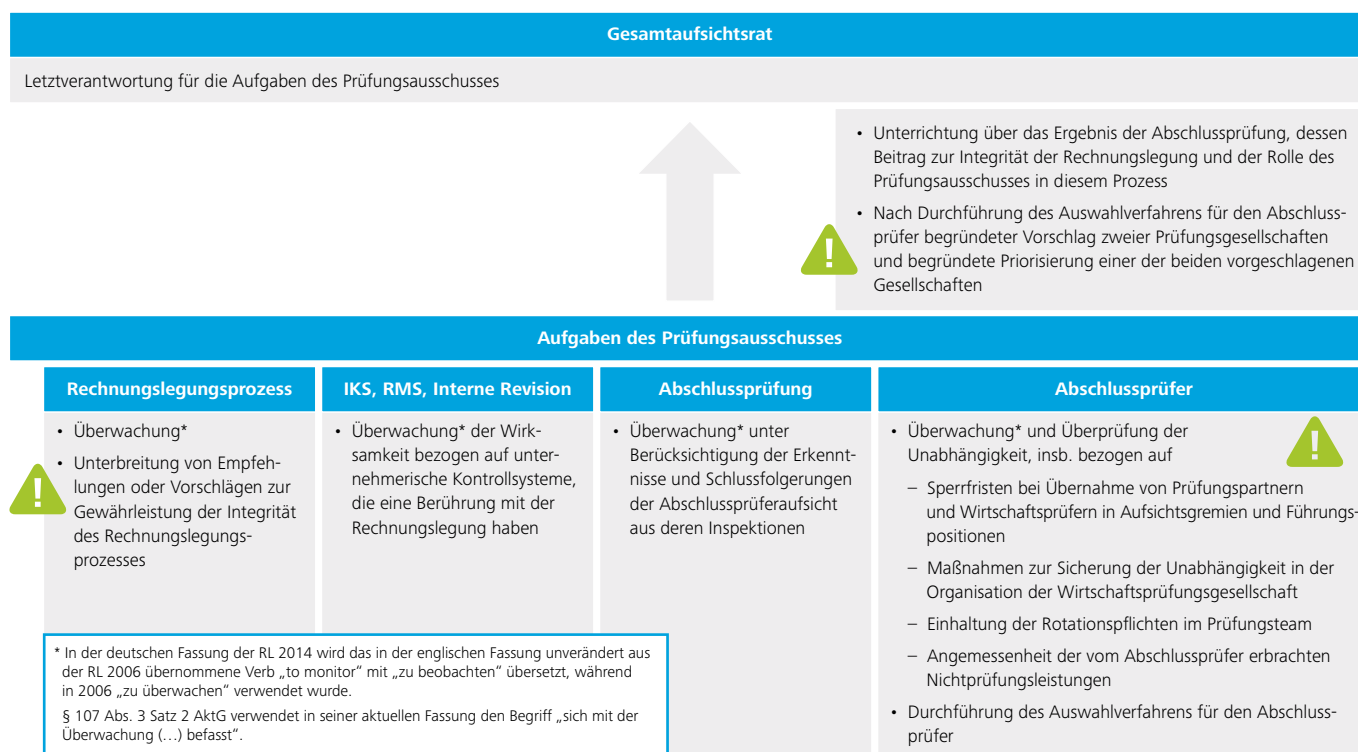 Gesamtaufsichtsrat
Letztverantwortung für die Aufgaben des Prüfungsausschusses
• Unterrichtung über das Ergebnis der Abschlussprüfung, dessen
Beitrag zur Integrität der Rechnungslegung und der Rolle des
Prüfungsausschusses in diesem Prozess
• Nach Durchführung des Auswahlverfahrens für den Abschluss-
prüfer begründeter Vorschlag zweier Prüfungsgesellschaften
und begründete Priorisierung einer der beiden vorgeschlagenen
Gesellschaften
!
Aufgaben des Prüfungsausschusses
Rechnungslegungsprozess
• Überwachung*
• Unterbreitung von Empfeh-
lungen oder Vorschlägen zur
Gewährleistung der Integrität
des Rechnungslegungs-
prozesses
!
IKS, RMS, Interne Revision
• Überwachung* der Wirk-
samkeit bezogen auf unter-
nehmerische Kontrollsysteme,
die eine Berührung mit der
Rechnungslegung haben
Abschlussprüfung
• Überwachung* unter
Berücksichtigung der Erkennt-
nisse und Schlussfolgerungen
der Abschlussprüferaufsicht
aus deren Inspektionen
Abschlussprüfer
• Überwachung* und Überprüfung der
Unabhängigkeit, insb. bezogen auf
!
– Sperrfristen bei Übernahme von Prüfungspartnern
und Wirtschaftsprüfern in Aufsichtsgremien und Führungs-
positionen
– Maßnahmen zur Sicherung der Unabhängigkeit in der
Organisation der Wirtschaftsprüfungsgesellschaft
– Einhaltung der Rotationspflichten im Prüfungsteam
– Angemessenheit der vom Abschlussprüfer erbrachten
Nichtprüfungsleistungen
• Durchführung des Auswahlverfahrens für den Abschluss-
prüfer
* In der deutschen Fassung der RL 2014 wird das in der englischen Fassung unverändert aus
der RL 2006 übernommene Verb „to monitor“ mit „zu beobachten“ übersetzt, während
in 2006 „zu überwachen“ verwendet wurde.
§ 107 Abs. 3 Satz 2 AktG verwendet in seiner aktuellen Fassung den Begriff „sich mit der
Überwachung (…) befasst“.